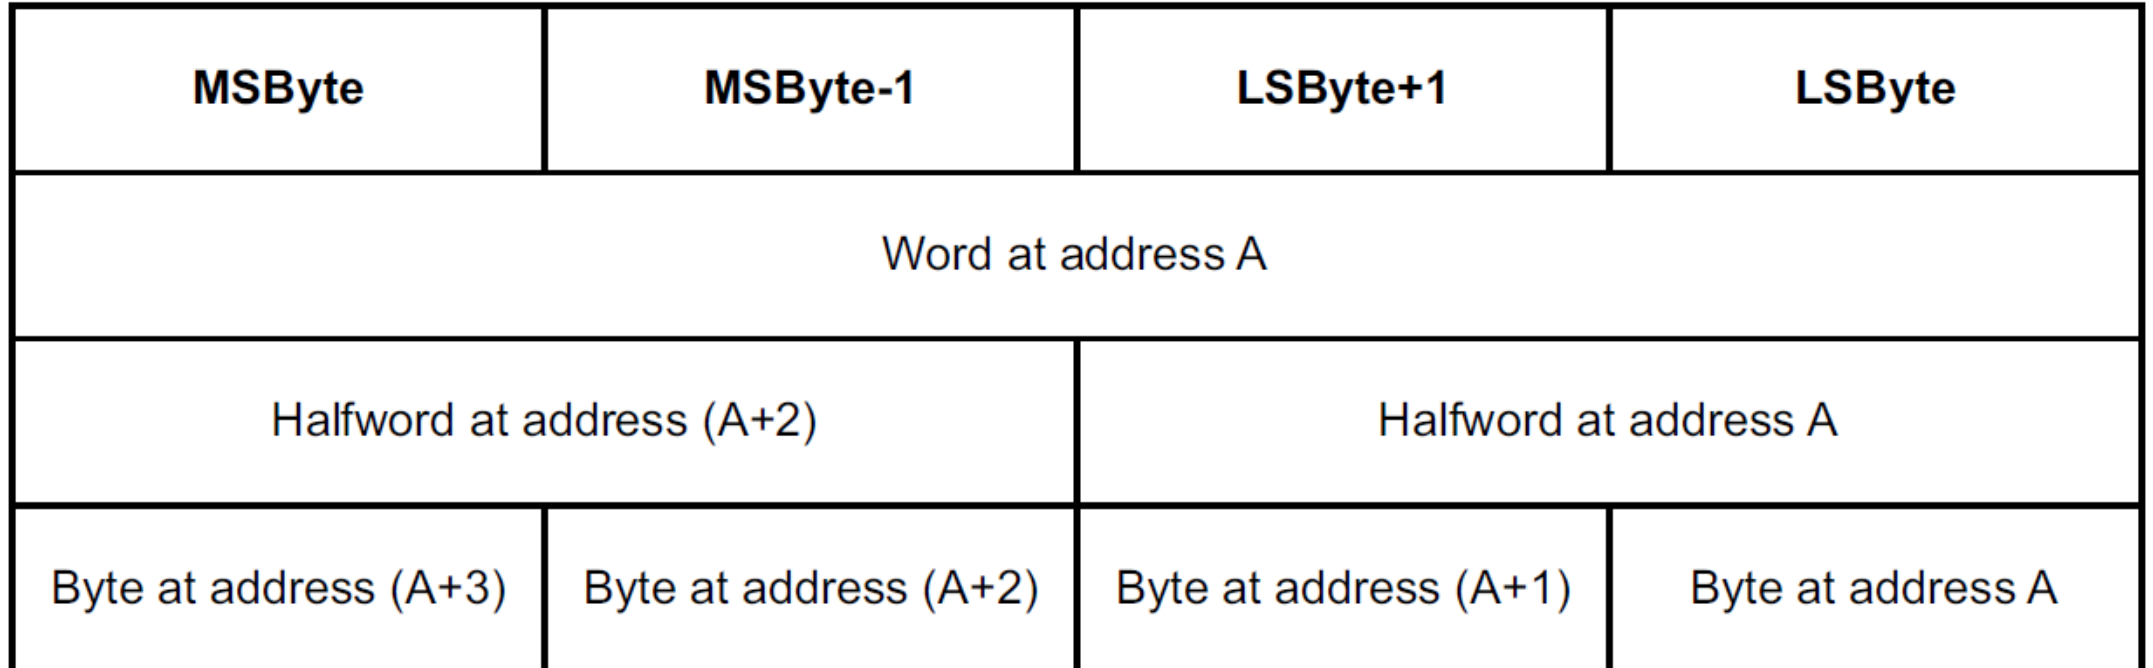 MSByte MSByte-1 LSByte+1 LSByte
Word at address A
Halfword at address (A+2) Halfword at address A
Byte at address (A+3) Byte at address (A+2) Byte at address (A+1) Byte at address A